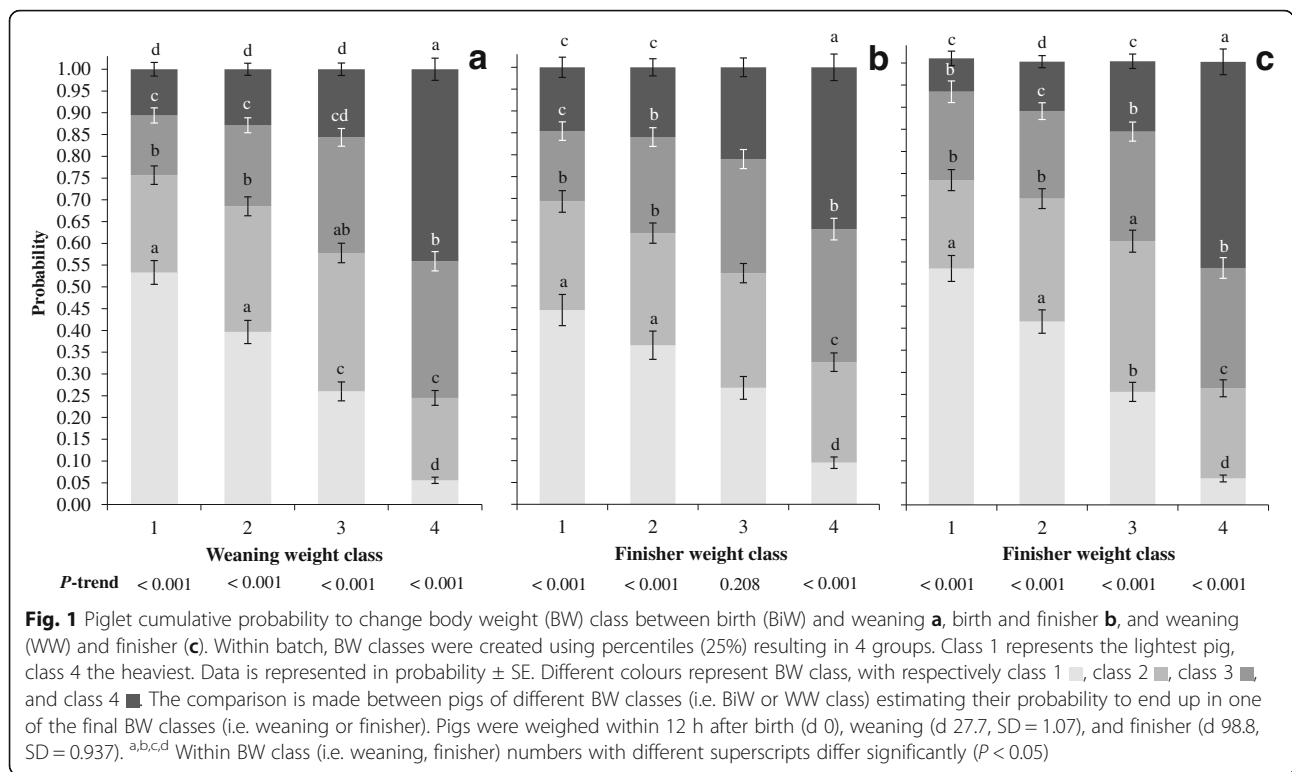 d d d a a
c c a b
c d c a c
1.00
0.95
0.90
0.85
0.80
0.75
0.70
0.65
0.60
0.55
0.50
0.45
0.40
0.35
0.30
0.25
0.20
0.15
0.10
0.05
0.00
Probability
c c cd b
b b ab c
a a c d
c b b
b b c
a a d
b c b b
b b a c
a a b d
1 2 3 4 1 2 3 4 1 2 3 4
Weaning weight class Finisher weight class Finisher weight class
P-trend < 0.001 < 0.001 < 0.001 < 0.001 < 0.001 < 0.001 0.208 < 0.001 < 0.001 < 0.001 < 0.001 < 0.001
Fig. 1 Piglet cumulative probability to change body weight (BW) class between birth (BiW) and weaning a, birth and finisher b, and weaning
(WW) and finisher (c). Within batch, BW classes were created using percentiles (25%) resulting in 4 groups. Class 1 represents the lightest pig,
class 4 the heaviest. Data is represented in probability ± SE. Different colours represent BW class, with respectively class 1 , class 2 , class 3 ,
and class 4 . The comparison is made between pigs of different BW classes (i.e. BiW or WW class) estimating their probability to end up in one
of the final BW classes (i.e. weaning or finisher). Pigs were weighed within 12 h after birth (d 0), weaning (d 27.7, SD = 1.07), and finisher (d 98.8,
SD = 0.937). a,b,c,d Within BW class (i.e. weaning, finisher) numbers with different superscripts differ significantly (P < 0.05)